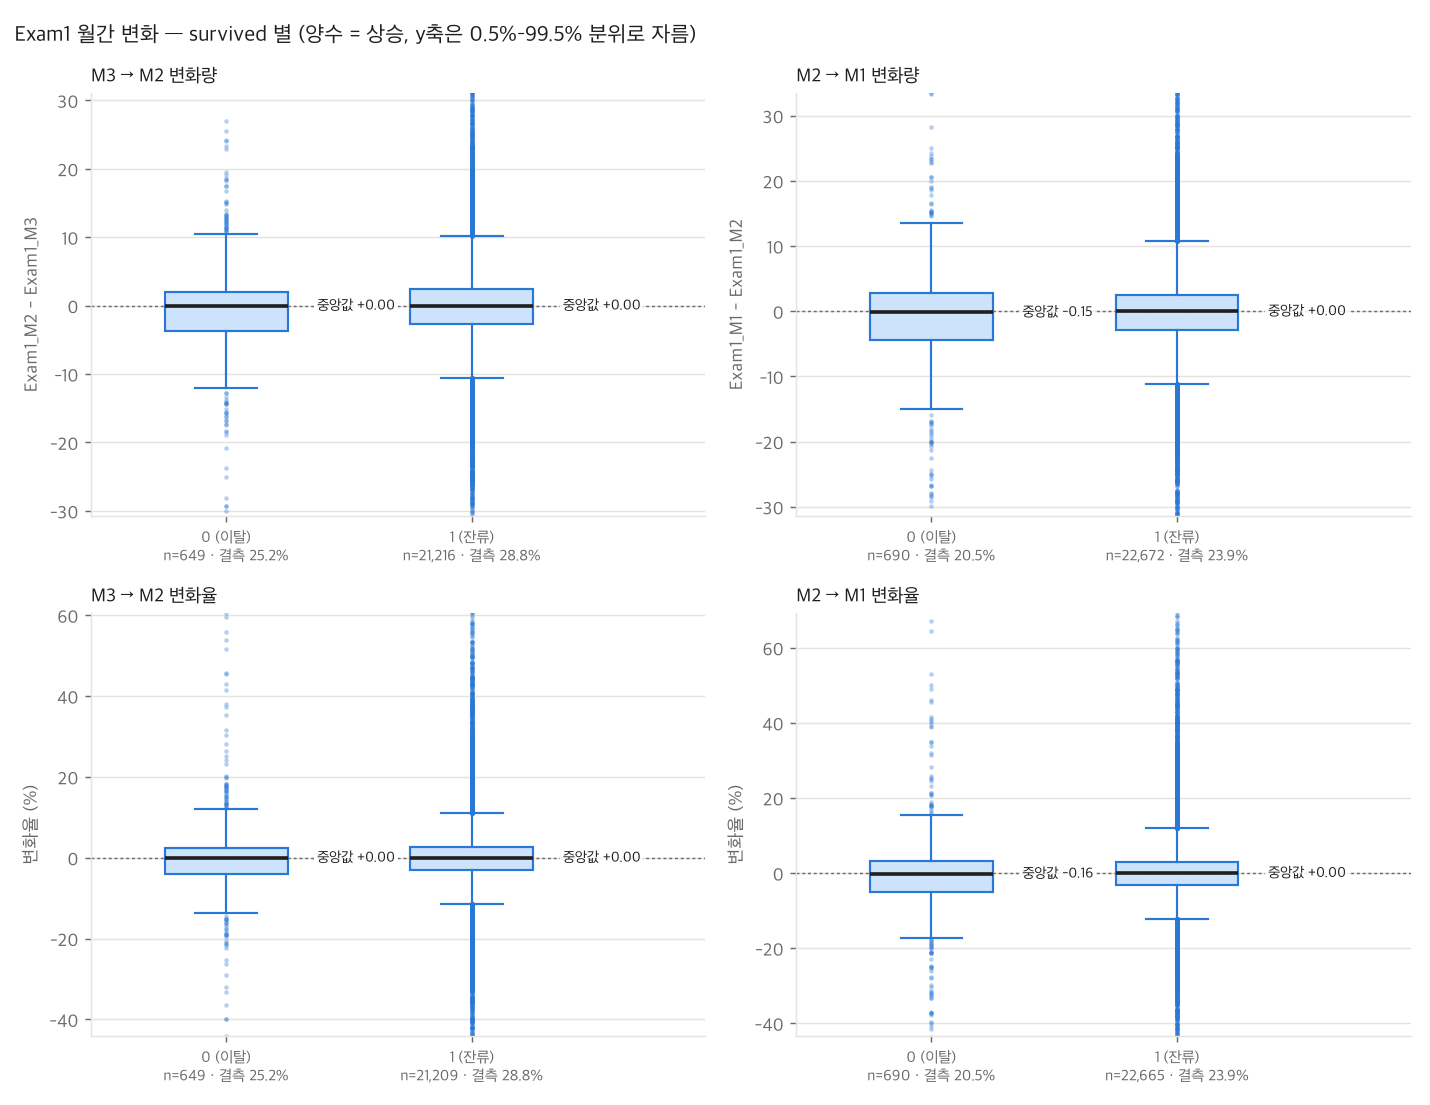 Exam1 월간 변화 — survived 별 (양수 = 상승, y축은 0.5%-99.5% 분위로 자름)
M3 → M2 변화량
Exam1_M2 - Exam1_M3
30
20
10
0
-10
-20
-30
중앙값 +0.00
중앙값 +0.00
0 (이탈)
n=649 · 결측 25.2%
1 (잔류)
n=21,216 · 결측 28.8%
M2 → M1 변화량
Exam1_M1 - Exam1_M2
30
20
10
0
-10
-20
-30
중앙값 -0.15
중앙값 +0.00
0 (이탈)
n=690 · 결측 20.5%
1 (잔류)
n=22,672 · 결측 23.9%
M3 → M2 변화율
변화율 (%)
60
40
20
0
-20
-40
중앙값 +0.00
중앙값 +0.00
0 (이탈)
n=649 · 결측 25.2%
1 (잔류)
n=21,209 · 결측 28.8%
M2 → M1 변화율
변화율 (%)
60
40
20
0
-20
-40
중앙값 -0.16
중앙값 +0.00
0 (이탈)
n=690 · 결측 20.5%
1 (잔류)
n=22,665 · 결측 23.9%